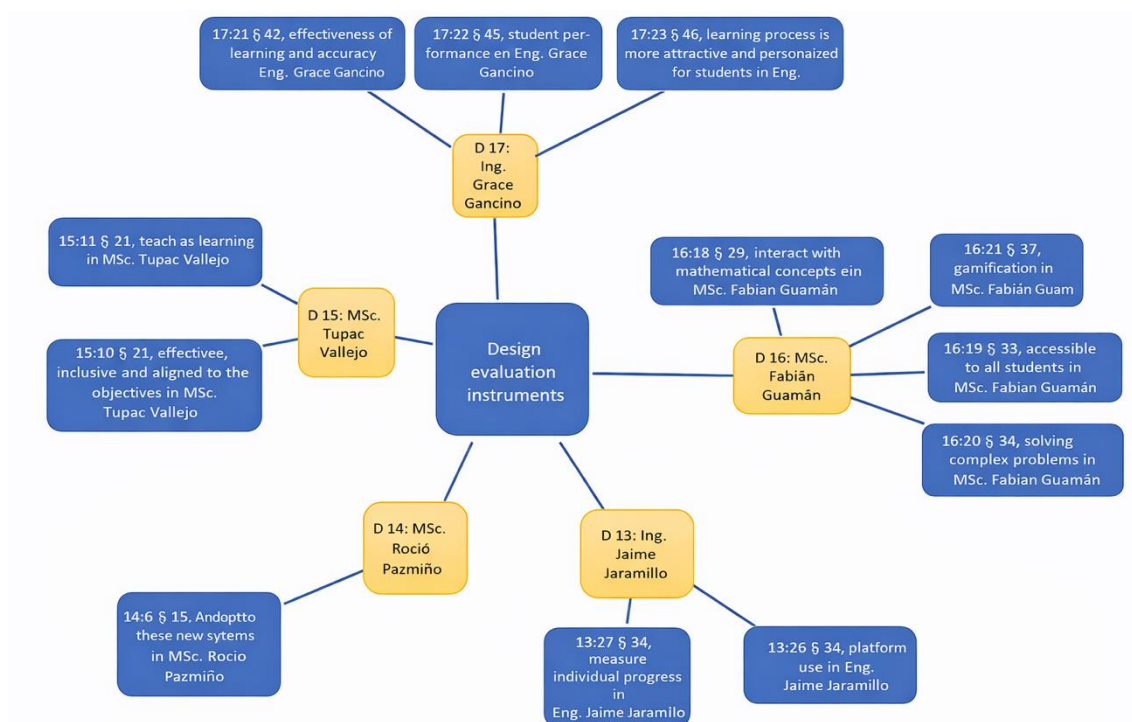 17:21 § 42, effectiveness of
learning and accuracy
Eng. Grace Gancino
17:22 § 45, student per-
formance en Eng. Grace
Gancino
17:23 § 46, learning process is
more attractive and personaized
for students in Eng.
D 17:
Ing.
Grace
Gancino
15:11 § 21, teach as learning
in MSc. Tupac Vallejo
D 15: MSc.
Tupac
Vallejo
15:10 § 21, effectivee,
inclusive and aligned to the
objectives in MSc.
Tupac Vallejo
Design
evaluation
instruments
16:18 § 29, interact with
mathematical concepts ein
MSc. Fabian Guamán
16:21 § 37,
gamification in
MSc. Fabián Guam
D 16: MSc.
Fabiãn
Guamán
16:19 § 33, accessible
to all students in
MSc. Fabian Guamán
16:20 § 34, solving
complex problems in
MSc. Fabian Guamán
D 14: MSc.
Roció
Pazmiño
D 13: Ing.
Jaime
Jaramillo
14:6 § 15, Andoptto
these new sytems
in MSc. Rocio
Pazmiño
13:27 § 34,
measure
individual progress
in
Eng. Jaime Jaramilo
13:26 § 34, platform
use in Eng.
Jaime Jaramillo